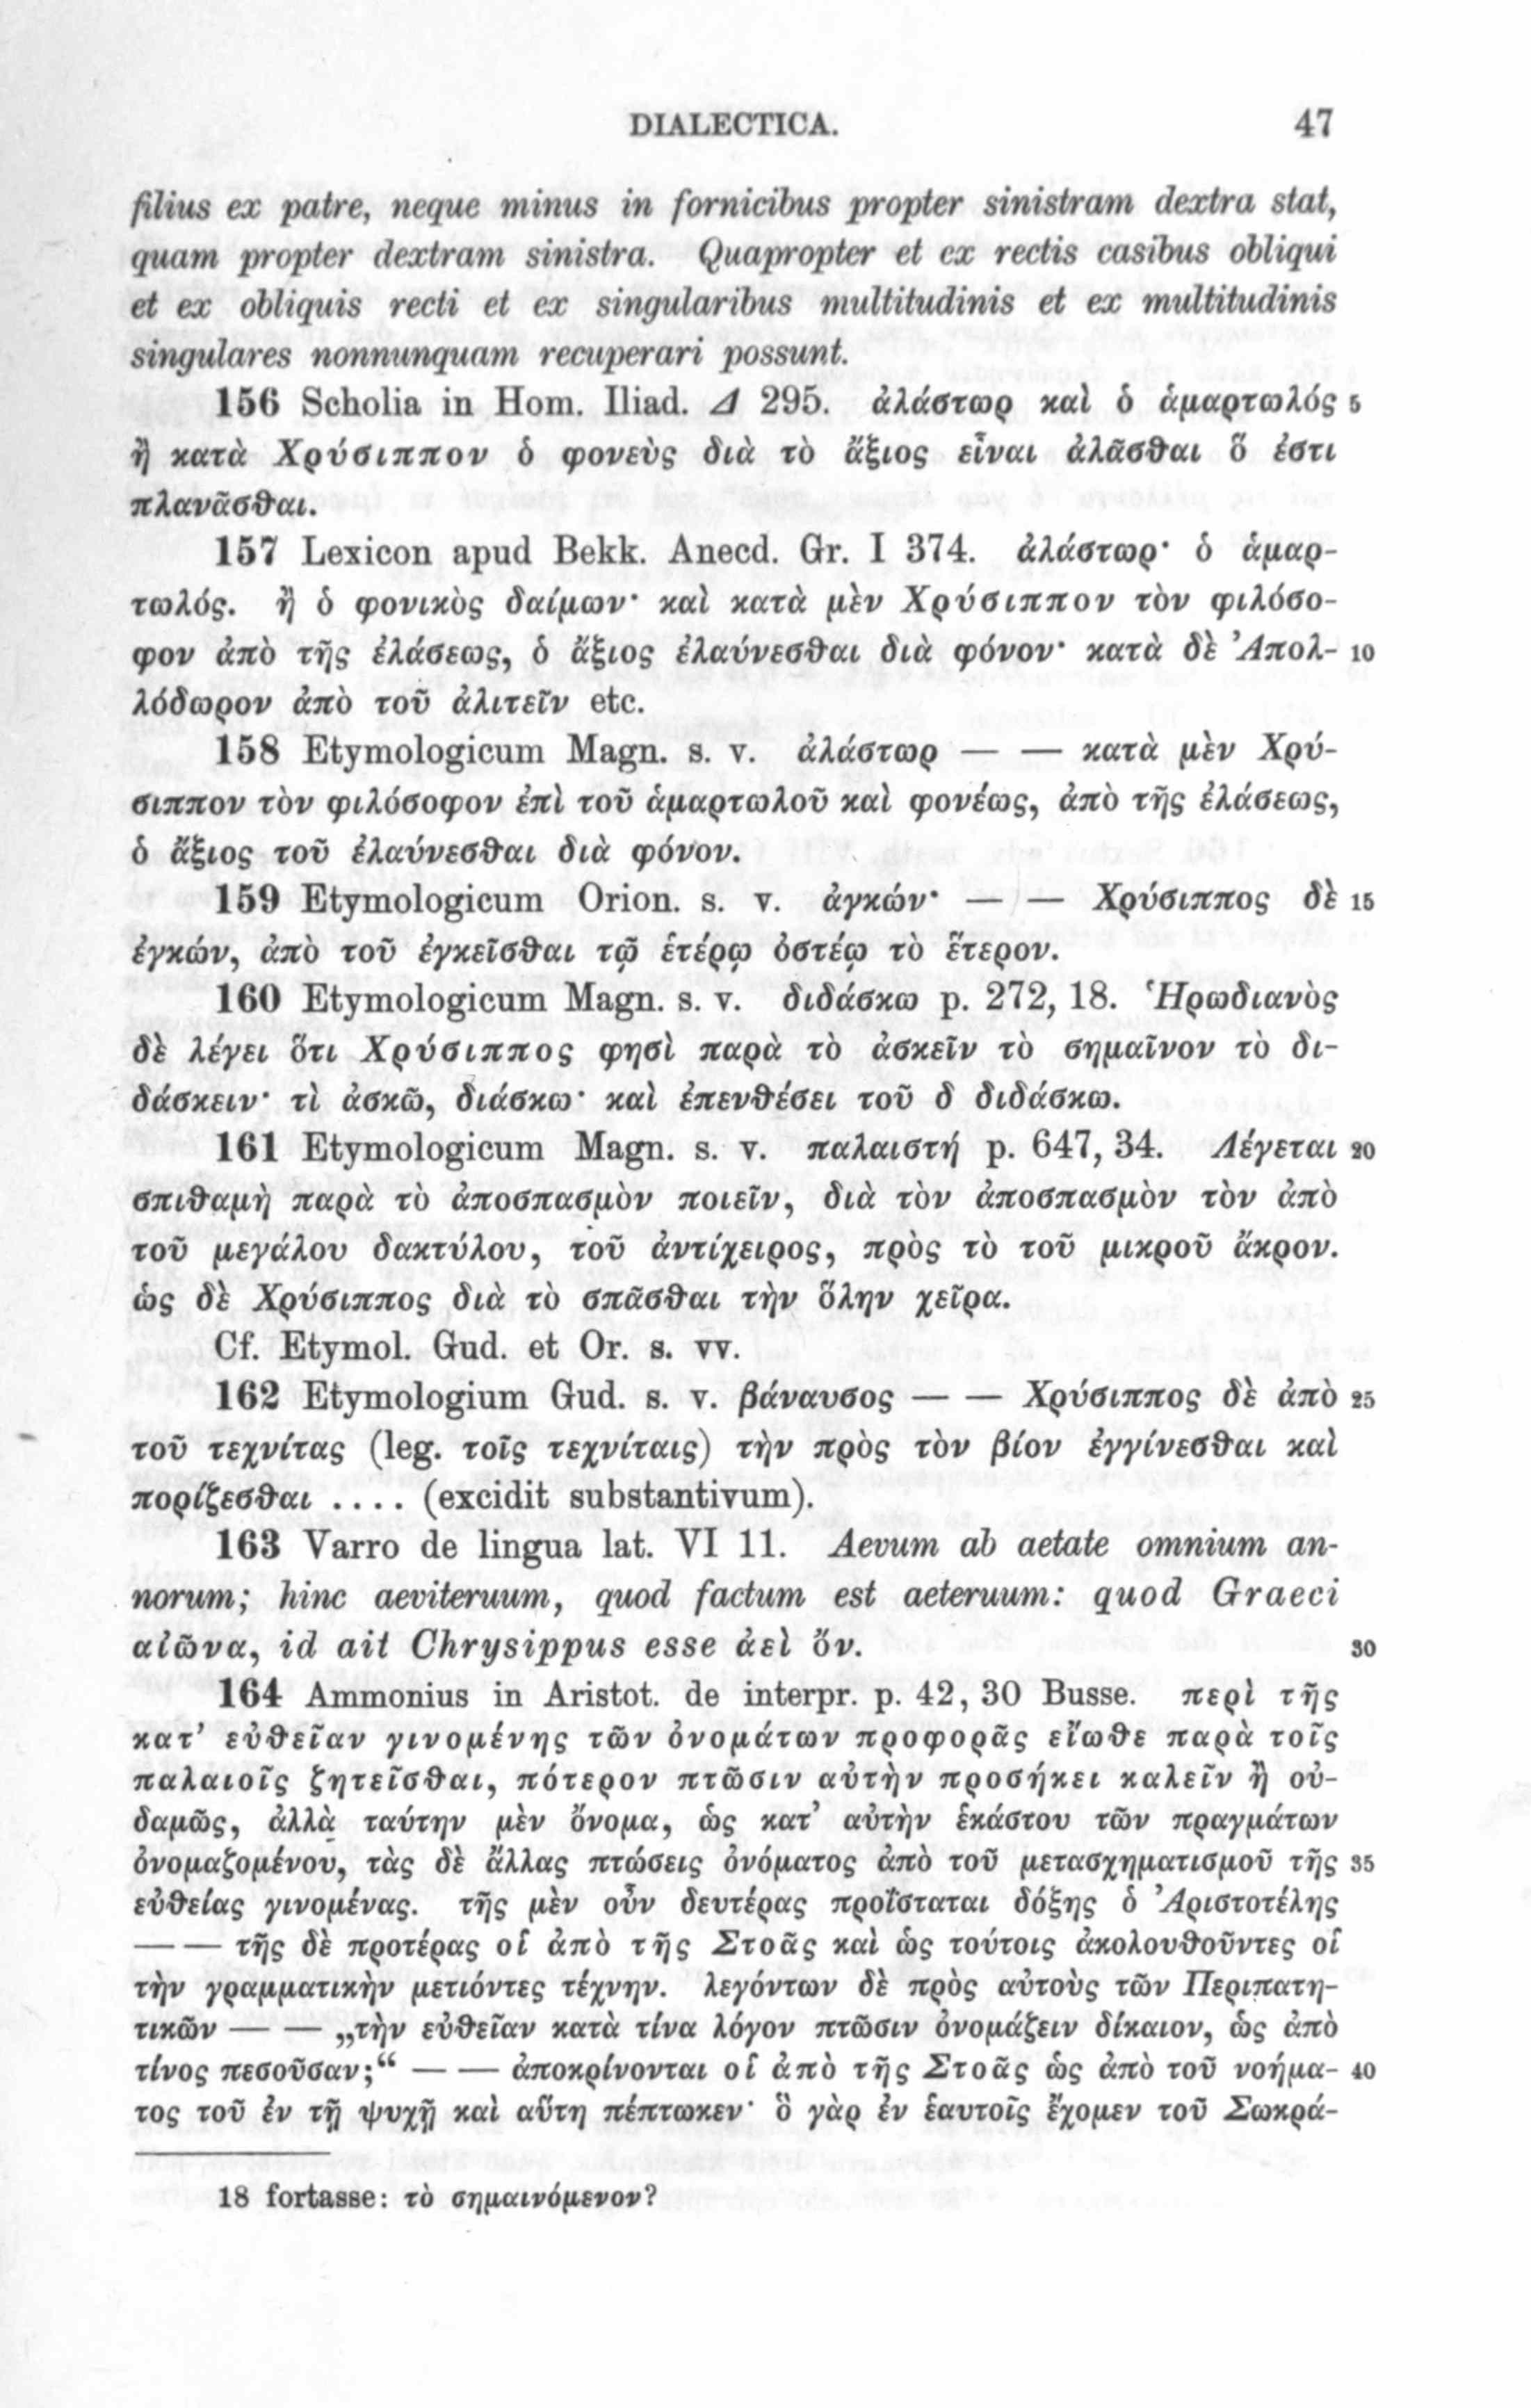 DIALECTICA. 47
filius ex patre, neque minus in fornicibus propter sinistram dextra stat,
quam propter dextram sinistra. Quapropter et ex rectis casibus obliqui
et ex obliquis recti et ex singularibus multitudinis et ex multitudinis
singulares nonnunquam recuperari possunt.
156 Scholia in Hom. Iliad. Δ 295. ἀλάστωρ καὶ ὁ ἁμαρτωλός 5
ἢ κατὰ Χρύσιππον ὁ φονεὺς διὰ τὸ ἄξιος εἶναι ἀλᾶσθαι ὅ ἐστι
πλανᾶσθαι.
157 Lexicon apud Bekk. Anecd. Gr. I 374. ἀλάστωρ· ὁ ἁμαρ-
τωλός. ἢ ὁ φονικὸς δαίμων· καὶ κατὰ μὲν Χρύσιππον τὸν φιλόσο-
φον ἀπὸ τῆς ἐλάσεως, ὁ ἄξιος ἐλαύνεσθαι διὰ φόνον· κατὰ δὲ Ἀπολ- 10
λόδωρον ἀπὸ τοῦ ἀλιτεῖν etc.
158 Etymologicum Magn. s. v. ἀλάστωρ — — κατὰ μὲν Χρύ-
σιππον τὸν φιλόσοφον ἐπὶ τοῦ ἁμαρτωλοῦ καὶ φονέως, ἀπὸ τῆς ἐλάσεως,
ὁ ἄξιος τοῦ ἐλαύνεσθαι διὰ φόνον.
159 Etymologicum Orion. s. v. ἀγκών· — — Χρύσιππος δὲ 15
ἐγκών, ἀπὸ τοῦ ἐγκεῖσθαι τῷ ἑτέρῳ ὀστέῳ τὸ ἕτερον.
160 Etymologicum Magn. s. v. διδάσκω p. 272, 18. Ἡρωδιανὸς
δὲ λέγει ὅτι Χρύσιππος φησὶ παρὰ τὸ ἀσκεῖν τὸ σημαῖνον τὸ δι-
δάσκειν· τὶ ἀσκῶ, διάσκω· καὶ ἐπενθέσει τοῦ δ διδάσκω.
161 Etymologicum Magn. s. v. παλαιστή p. 647, 34. Λέγεται 20
σπιθαμὴ παρὰ τὸ ἀποσπασμὸν ποιεῖν, διὰ τὸν ἀποσπασμὸν τὸν ἀπὸ
τοῦ μεγάλου δακτύλου, τοῦ ἀντίχειρος, πρὸς τὸ τοῦ μικροῦ ἄκρον.
ὡς δὲ Χρύσιππος διὰ τὸ σπᾶσθαι τὴν ὅλην χεῖρα.
Cf. Etymol. Gud. et Or. s. vv.
162 Etymologium Gud. s. v. βάναυσος — — Χρύσιππος δὲ ἀπὸ 25
τοῦ τεχνίτας (leg. τοῖς τεχνίταις) τὴν πρὸς τὸν βίον ἐγγίνεσθαι καὶ
πορίζεσθαι .... (excidit substantivum).
163 Varro de lingua lat. VI 11. Aevum ab aetate omnium an-
norum; hinc aeviteruum, quod factum est aeteruum: quod Graeci
αἰῶνα, id ait Chrysippus esse ἀεὶ ὄν. 30
164 Ammonius in Aristot. de interpr. p. 42, 30 Busse. περὶ τῆς
κατ’ εὐθεῖαν γινομένης τῶν ὀνομάτων προφορᾶς εἴωθε παρὰ τοῖς
παλαιοῖς ζητεῖσθαι, πότερον πτῶσιν αὐτὴν προσήκει καλεῖν ἢ οὐ-
δαμῶς, ἀλλὰ ταύτην μὲν ὄνομα, ὡς κατ’ αὐτὴν ἑκάστου τῶν πραγμάτων
ὀνομαζομένου, τὰς δὲ ἄλλας πτώσεις ὀνόματος ἀπὸ τοῦ μετασχηματισμοῦ τῆς 35
εὐθείας γινομένας. τῆς μὲν οὖν δευτέρας προΐσταται δόξης ὁ Ἀριστοτέλης
— — τῆς δὲ προτέρας οἱ ἀπὸ τῆς Στοᾶς καὶ ὡς τούτοις ἀκολουθοῦντες οἱ
τὴν γραμματικὴν μετιόντες τέχνην. λεγόντων δὲ πρὸς αὐτοὺς τῶν Περιπατη-
τικῶν — — „τὴν εὐθεῖαν κατὰ τίνα λόγον πτῶσιν ὀνομάζειν δίκαιον, ὡς ἀπὸ
τίνος πεσοῦσαν;“ — — ἀποκρίνονται οἱ ἀπὸ τῆς Στοᾶς ὡς ἀπὸ τοῦ νοήμα- 40
τος τοῦ ἐν τῇ ψυχῇ καὶ αὕτη πέπτωκεν· ὃ γὰρ ἐν ἑαυτοῖς ἔχομεν τοῦ Σωκρά-
18 fortasse: τὸ σημαινόμενον?